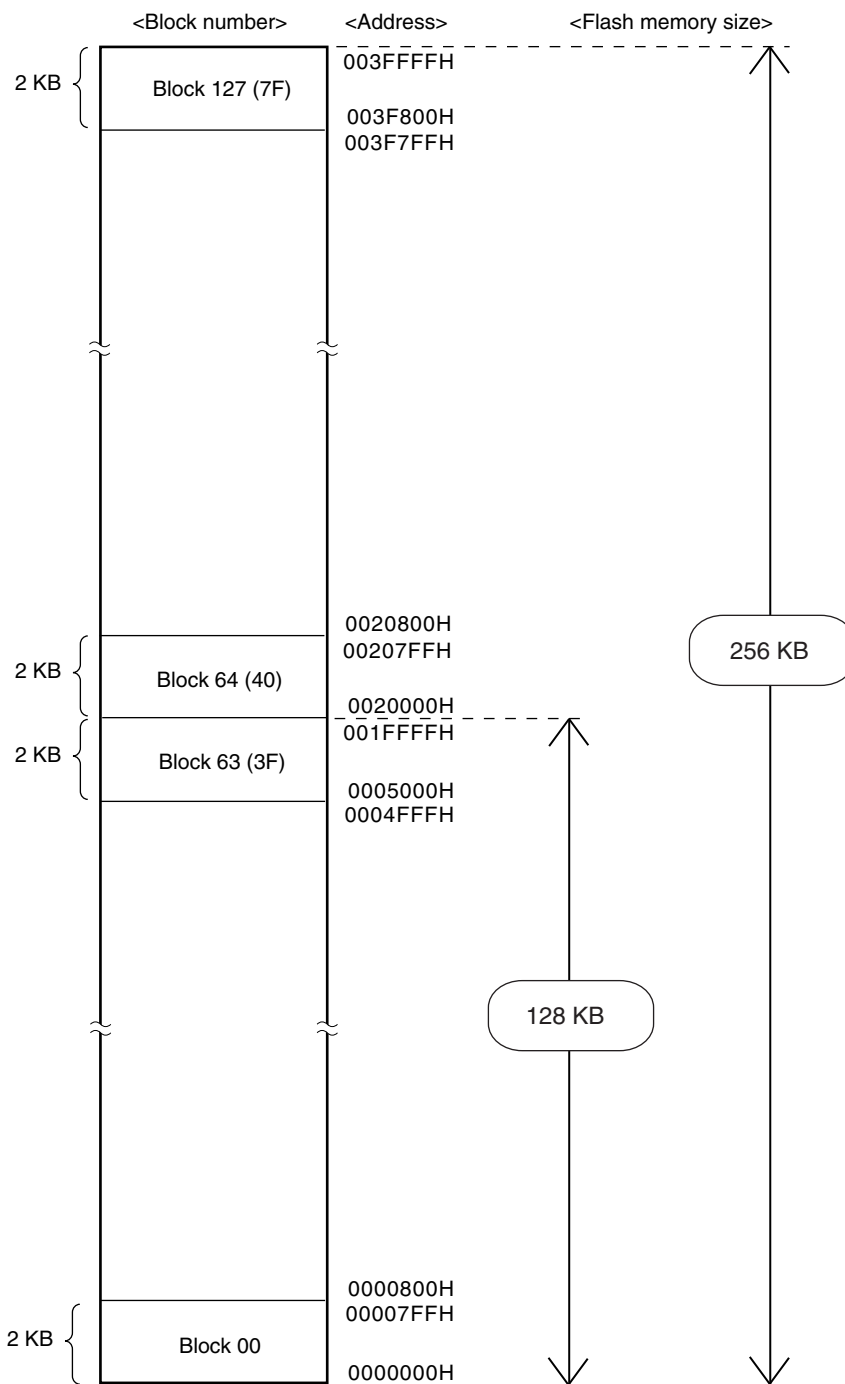 <Block number> <Address> <Flash memory size>
003FFFFH
2 KB
Block 127 (7F)
003F800H
003F7FFH
0020800H
00207FFH
256 KB
2 KB
Block 64 (40)
0020000H
001FFFFH
2 KB
Block 63 (3F)
0005000H
0004FFFH
128 KB
0000800H
00007FFH
2 KB
Block 00
0000000H